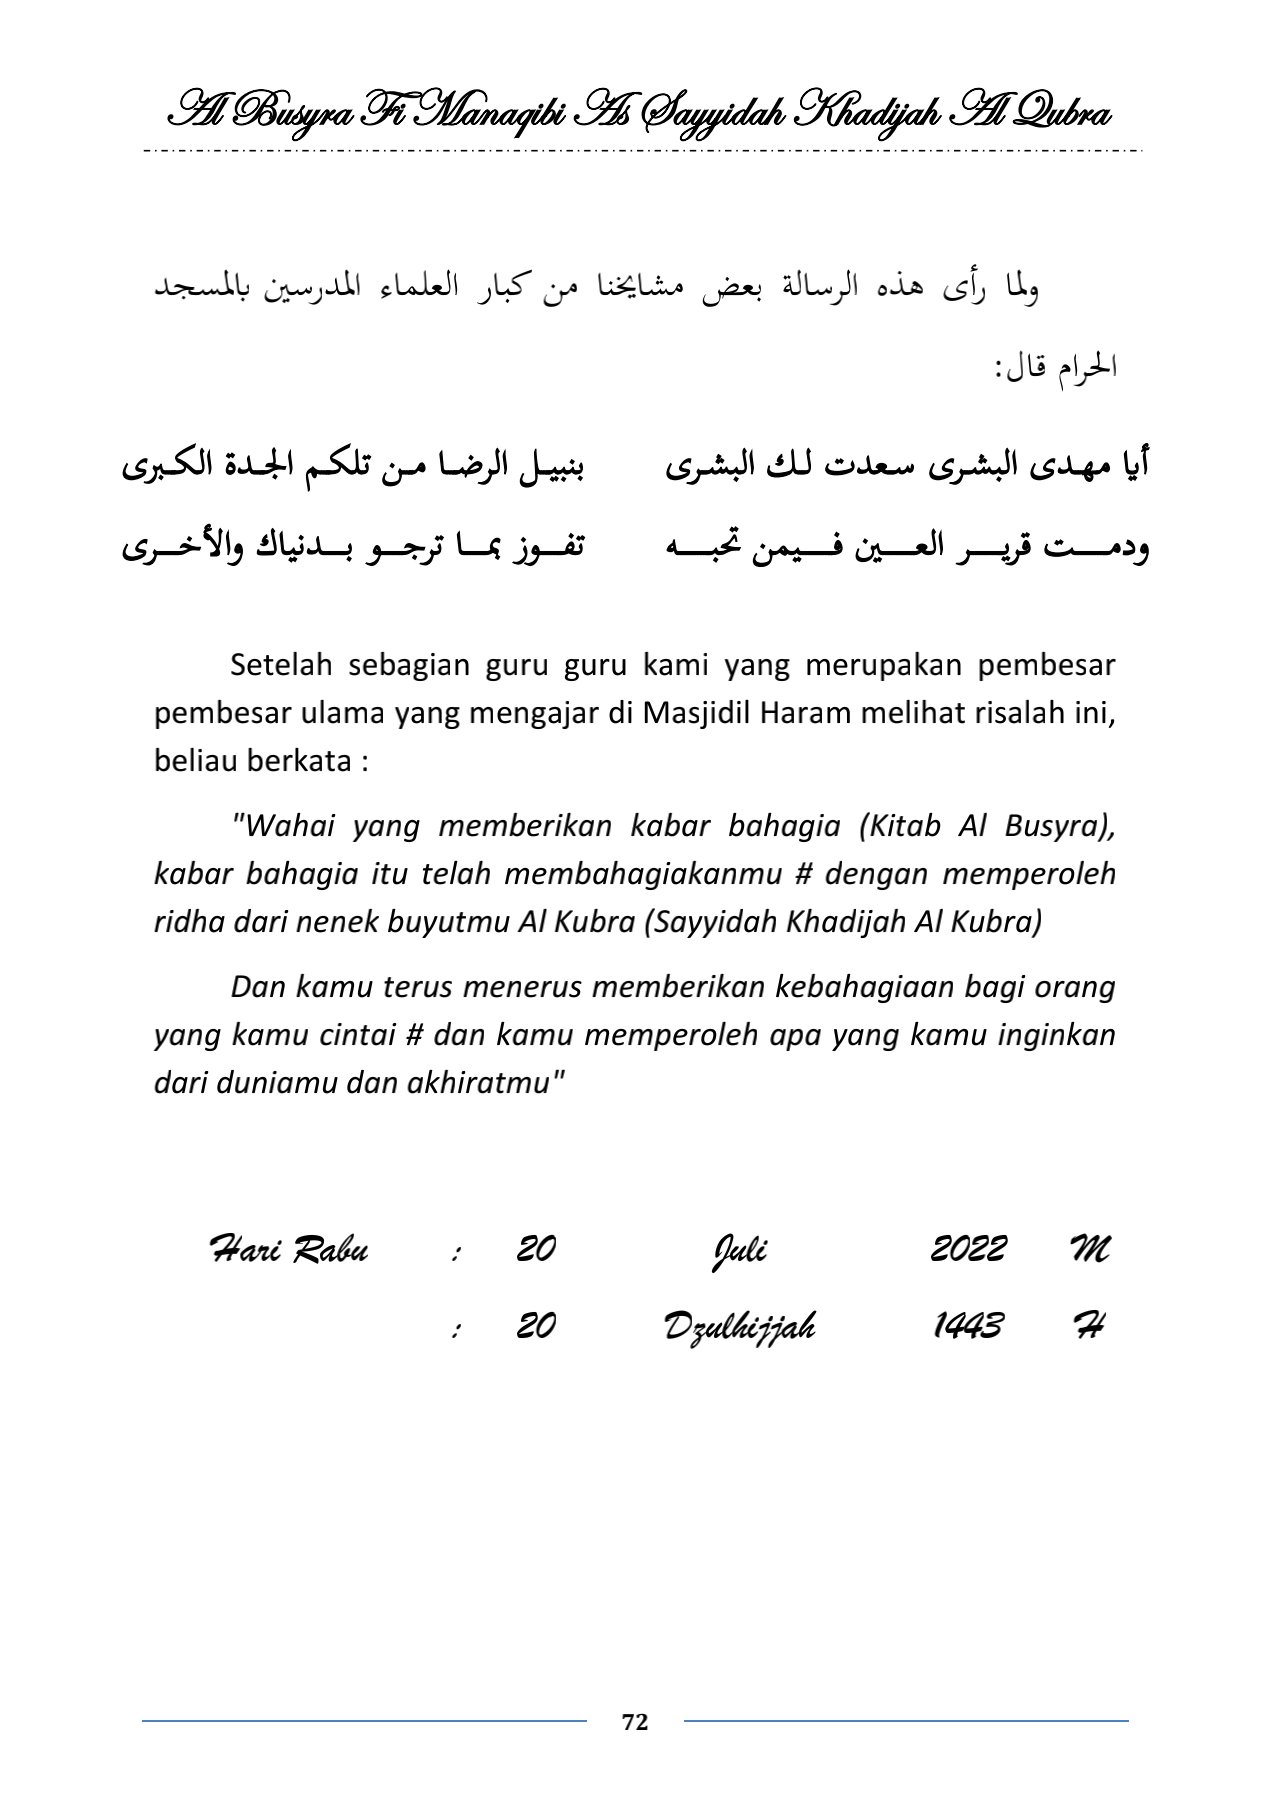 Al Busyra Fi Manaqibi As Sayyidah Khadijah Al Qubra
ولما رأى هذه الرسالة بعض مشايخنا من كبار العلماء المدرسين بالمسجد
الحرام قال:
أيا مهدى البشرى سعدت لك البشرى بنبيل الرضا من تلكم الجدة الكبرى
ودمت قرير العين فيمن تحبه تفوز بما ترجو بدنياك والأخرى
Setelah sebagian guru guru kami yang merupakan pembesar
pembesar ulama yang mengajar di Masjidil Haram melihat risalah ini,
beliau berkata :
"Wahai yang memberikan kabar bahagia (Kitab Al Busyra),
kabar bahagia itu telah membahagiakanmu # dengan memperoleh
ridha dari nenek buyutmu Al Kubra (Sayyidah Khadijah Al Kubra)
Dan kamu terus menerus memberikan kebahagiaan bagi orang
yang kamu cintai # dan kamu memperoleh apa yang kamu inginkan
dari duniamu dan akhiratmu"
Hari Rabu : 20 Juli 2022 M
: 20 Dzulhijjah 1443 H
72